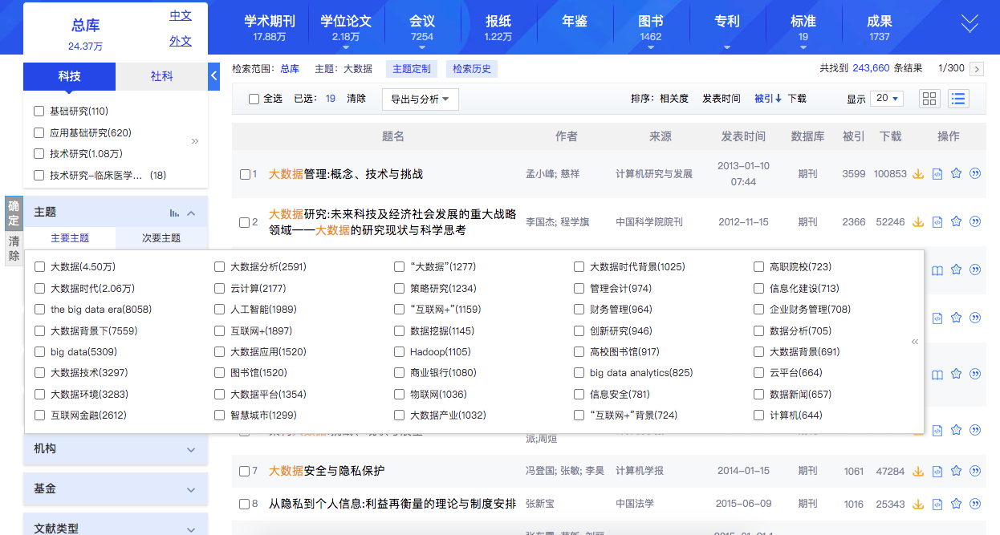 总库 中文
24.37万 外文
学术期刊 学位论文 会议 报纸 年鉴 图书 专利 标准 成果
17.88万 2.18万 7254 1.22万 1462 19 1737
科技 社科
基础研究(110)
应用基础研究(620)
技术研究(1.08万)
技术研究-临床医学... (18)
确定
清除
主题
主要主题 次要主题
检索范围: 总库 主题: 大数据 主题定制 检索历史 共找到 243,660 条结果 1/300
全选 已选: 19 清除 导出与分析 排序: 相关度 发表时间 被引↓ 下载 显示 20
题名 作者 来源 发表时间 数据库 被引 下载 操作
1 大数据管理:概念、技术与挑战 孟小峰; 慈祥 计算机研究与发展 2013-01-10 07:44 期刊 3599 100853
2 大数据研究:未来科技及经济社会发展的重大战略 李国杰; 程学旗 中国科学院院刊 2012-11-15 期刊 2366 52246
领域——大数据的研究现状与科学思考
大数据(4.50万) 大数据分析(2591) “大数据”(1277) 大数据时代背景(1025) 高职院校(723)
大数据时代(2.06万) 云计算(2177) 策略研究(1234) 管理会计(974) 信息化建设(713)
the big data era(8058) 人工智能(1989) “互联网+”(1159) 财务管理(964) 企业财务管理(708)
大数据背景下(7559) 互联网+(1897) 数据挖掘(1145) 创新研究(946) 数据分析(705)
big data(5309) 大数据应用(1520) Hadoop(1105) 高校图书馆(917) 大数据背景(691)
大数据技术(3297) 图书馆(1520) 商业银行(1080) big data analytics(825) 云平台(664)
大数据环境(3283) 大数据平台(1354) 物联网(1036) 信息安全(781) 数据新闻(657)
互联网金融(2612) 智慧城市(1299) 大数据产业(1032) “互联网+”背景(724) 计算机(644)
派;周烜
机构
基金
文献类型
7 大数据安全与隐私保护 冯登国; 张敏; 李昊 计算机学报 2014-01-15 期刊 1061 47284
8 从隐私到个人信息:利益再衡量的理论与制度安排 张新宝 中国法学 2015-06-09 期刊 1016 25343